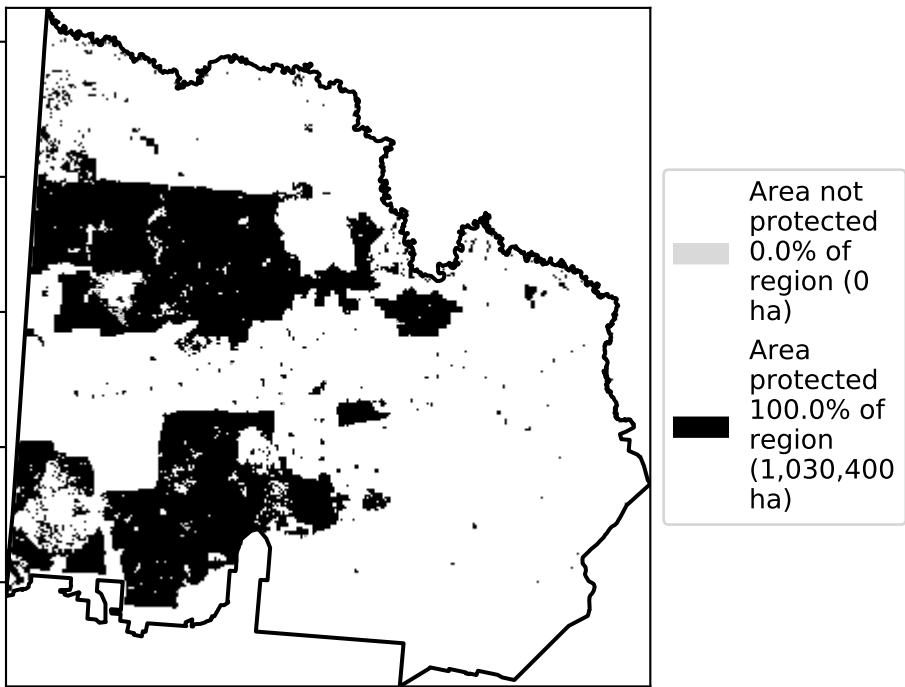 Area not
protected
0.0% of
region (0
ha)
Area
protected
100.0% of
region
(1,030,400
ha)